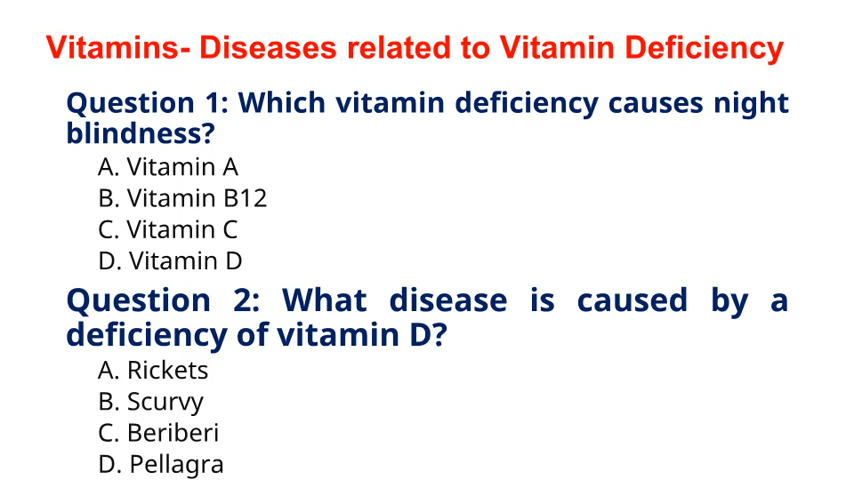 Vitamins- Diseases related to Vitamin Deficiency
Question 1: Which vitamin deficiency causes night
blindness?
A. Vitamin A
B. Vitamin B12
C. Vitamin C
D. Vitamin D
Question 2: What disease is caused by a
deficiency of vitamin D?
A. Rickets
B. Scurvy
C. Beriberi
D. Pellagra